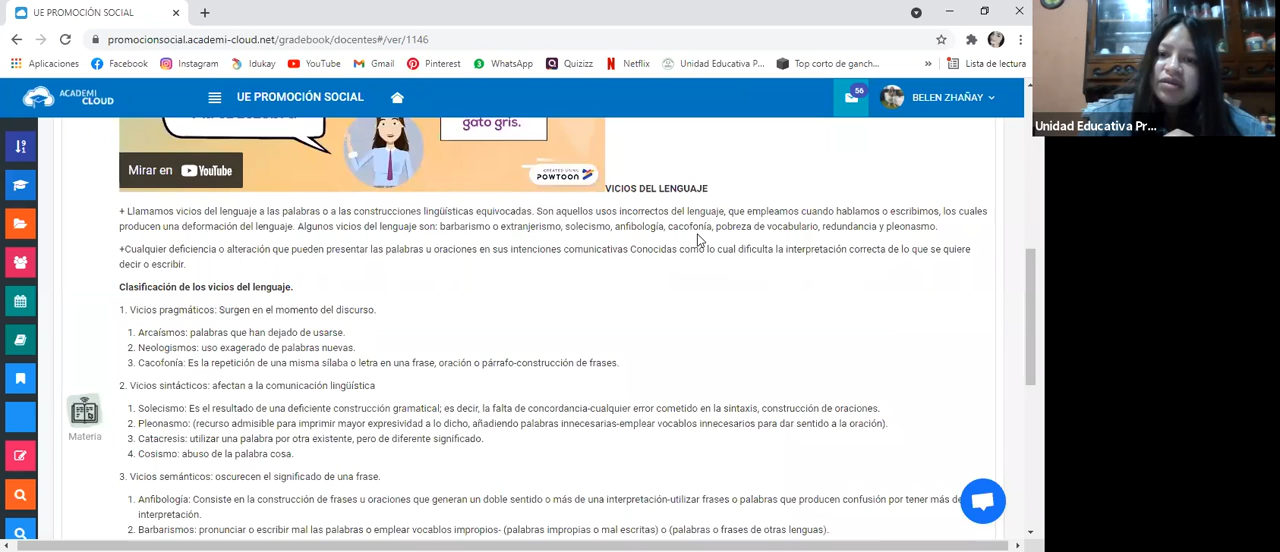 UE PROMOCIÓN SOCIAL
promocionsocial.academi-cloud.net/gradebook/docentes#/ver/1146
Aplicaciones
Facebook
Instagram
Idukay
YouTube
Gmail
Pinterest
WhatsApp
Quizizz
Netflix
Unidad Educativa P...
Top corto de ganch...
»
Lista de lectura
ACADEMI
CLOUD
UE PROMOCIÓN SOCIAL
56
BELEN ZHAÑAY
Unidad Educativa Pr...
gato gris.
Mirar en YouTube
CREATED USING
POWTOON
VICIOS DEL LENGUAJE
+ Llamamos vicios del lenguaje a las palabras o a las construcciones lingüísticas equivocadas. Son aquellos usos incorrectos del lenguaje, que empleamos cuando hablamos o escribimos, los cuales
producen una deformación del lenguaje. Algunos vicios del lenguaje son: barbarismo o extranjerismo, solecismo, anfibología, cacofonía, pobreza de vocabulario, redundancia y pleonasmo.
+Cualquier deficiencia o alteración que pueden presentar las palabras u oraciones en sus intenciones comunicativas Conocidas como lo cual dificulta la interpretación correcta de lo que se quiere
decir o escribir.
Clasificación de los vicios del lenguaje.
1. Vicios pragmáticos: Surgen en el momento del discurso.
1. Arcaísmos: palabras que han dejado de usarse.
2. Neologismos: uso exagerado de palabras nuevas.
3. Cacofonía: Es la repetición de una misma sílaba o letra en una frase, oración o párrafo-construcción de frases.
2. Vicios sintácticos: afectan a la comunicación lingüística
1. Solecismo: Es el resultado de una deficiente construcción gramatical; es decir, la falta de concordancia-cualquier error cometido en la sintaxis, construcción de oraciones.
2. Pleonasmo: (recurso admisible para imprimir mayor expresividad a lo dicho, añadiendo palabras innecesarias-emplear vocablos innecesarios para dar sentido a la oración).
3. Catacresis: utilizar una palabra por otra existente, pero de diferente significado.
4. Cosismo: abuso de la palabra cosa.
Materia
3. Vicios semánticos: oscurecen el significado de una frase.
1. Anfibología: Consiste en la construcción de frases u oraciones que generan un doble sentido o más de una interpretación-utilizar frases o palabras que producen confusión por tener más de
interpretación.
2. Barbarismos: pronunciar o escribir mal las palabras o emplear vocablos impropios- (palabras impropias o mal escritas) o (palabras o frases de otras lenguas).